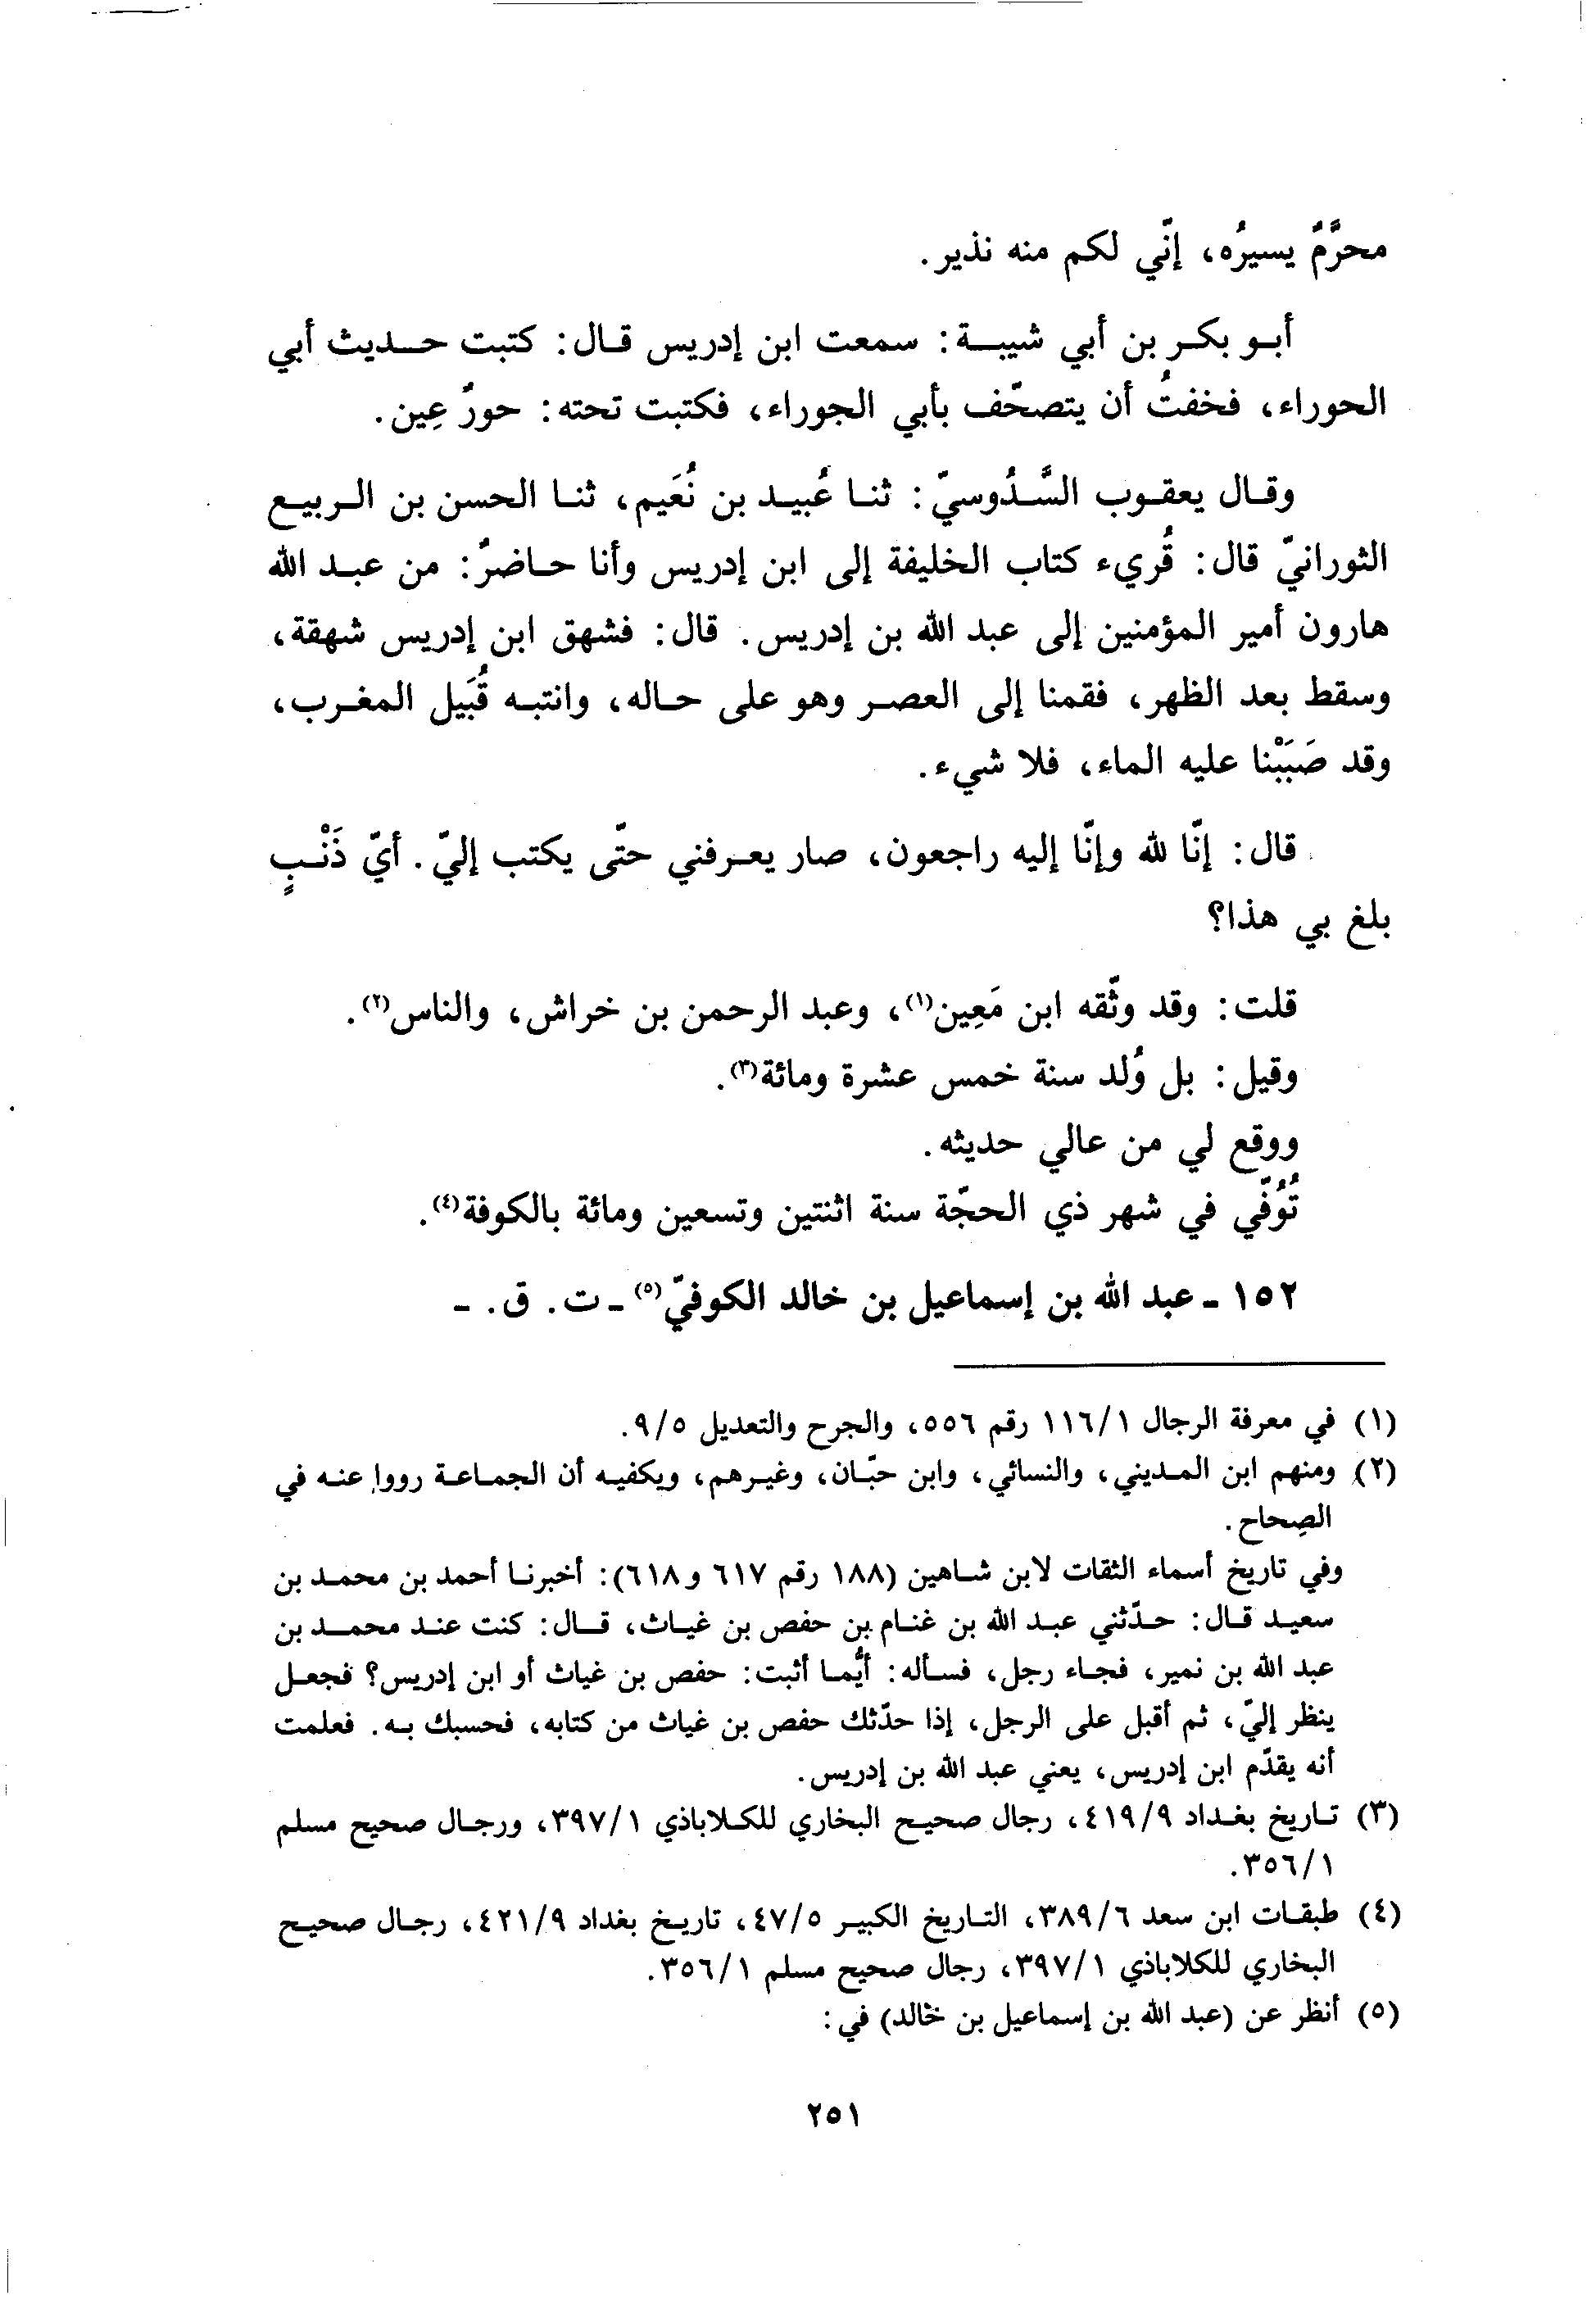 محرَّمٌ يسيرُه، إنّي لكم منه نذير.
أبو بكر بن أبي شيبة: سمعت ابن إدريس قال: كتبت حديث أبي
الحوراء، فخفتُ أن يتصحّف بأبي الجوراء، فكتبت تحته: حورٌ عِين.
وقال يعقوب السَّدُوسيّ: ثنا عُبيد بن نُعَيم، ثنا الحسن بن الربيع
الثورانيّ قال: قُريء كتاب الخليفة إلى ابن إدريس وأنا حاضرٌ: من عبد الله
هارون أمير المؤمنين إلى عبد الله بن إدريس. قال: فشهق ابن إدريس شهقة،
وسقط بعد الظهر، فقمنا إلى العصر وهو على حاله، وانتبه قُبَيل المغرب،
وقد صَبَبْنا عليه الماء، فلا شيء.
قال: إنّا لله وإنّا إليه راجعون، صار يعرفني حتّى يكتب إليّ. أيّ ذَنْبٍ
بلغ بي هذا؟
قلت: وقد وثّقه ابن مَعِين(١)، وعبد الرحمن بن خراش، والناس(٢).
وقيل: بل وُلد سنة خمس عشرة ومائة(٣).
ووقع لي من عالي حديثه.
تُوُفّي في شهر ذي الحجّة سنة اثنتين وتسعين ومائة بالكوفة(٤).
١٥٢ - عبد الله بن إسماعيل بن خالد الكوفيّ(٥) - ت. ق. -
(١) في معرفة الرجال ١١٦/١ رقم ٥٥٦، والجرح والتعديل ٩/٥.
(٢) ومنهم ابن المديني، والنسائي، وابن حبّان، وغيرهم، ويكفيه أن الجماعة رووا عنه في
الصِحاح.
وفي تاريخ أسماء الثقات لابن شاهين (١٨٨ رقم ٦١٧ و٦١٨): أخبرنا أحمد بن محمد بن
سعيد قال: حدّثني عبد الله بن غنام بن حفص بن غياث، قال: كنت عند محمد بن
عبد الله بن نمير، فجاء رجل، فسأله: أيُّما أثبت: حفص بن غياث أو ابن إدريس؟ فجعل
ينظر إليّ، ثم أقبل على الرجل، إذا حدّثك حفص بن غياث من كتابه، فحسبك به. فعلمت
أنه يقدّم ابن إدريس، يعني عبد الله بن إدريس.
(٣) تاريخ بغداد ٤١٩/٩، رجال صحيح البخاري للكلاباذي ٣٩٧/١، ورجال صحيح مسلم
٣٥٦/١.
(٤) طبقات ابن سعد ٣٨٩/٦، التاريخ الكبير ٤٧/٥، تاريخ بغداد ٤٢١/٩، رجال صحيح
البخاري للكلاباذي ٣٩٧/١، رجال صحيح مسلم ٣٥٦/١.
(٥) أنظر عن (عبد الله بن إسماعيل بن خالد) في:
٢٥١